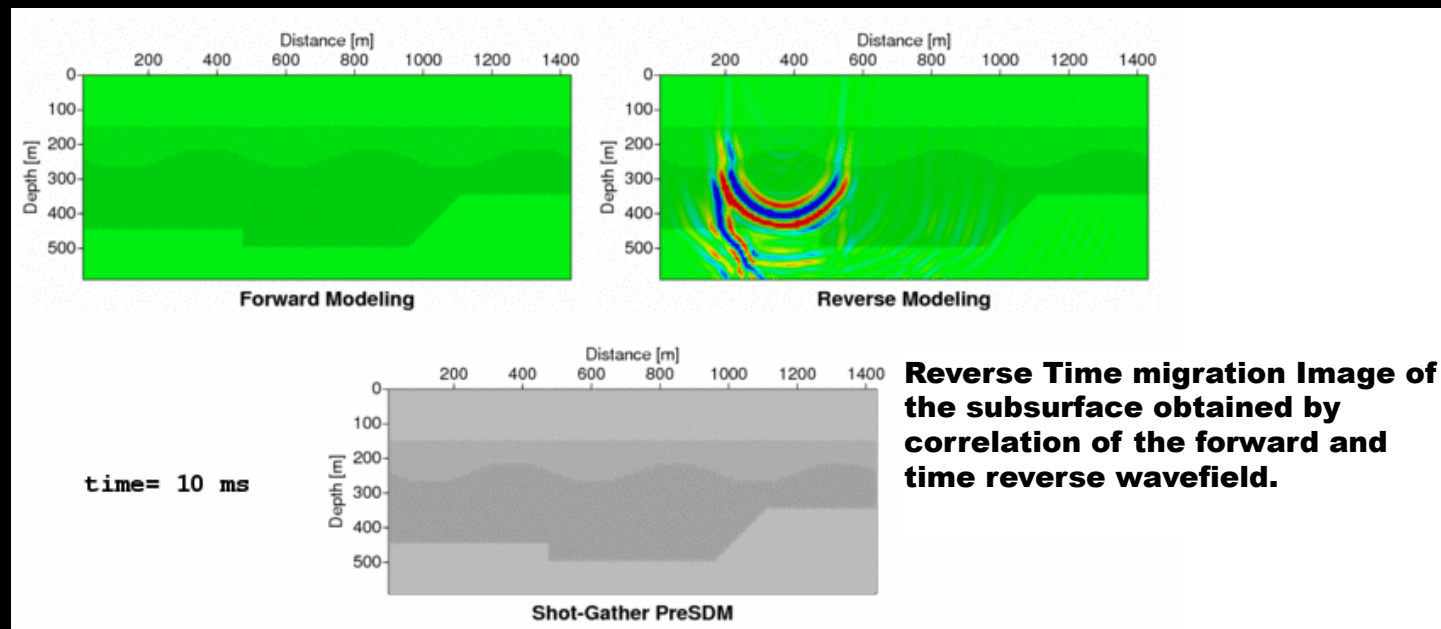 Distance [m]
200 400 600 800 1000 1200 1400
0
100
200
300
400
500
Depth [m]
Forward Modeling
Distance [m]
200 400 600 800 1000 1200 1400
0
100
200
300
400
500
Depth [m]
Reverse Modeling
time= 10 ms
Distance [m]
200 400 600 800 1000 1200 1400
0
100
200
300
400
500
Depth [m]
Shot-Gather PreSDM
Reverse Time migration Image of
the subsurface obtained by
correlation of the forward and
time reverse wavefield.